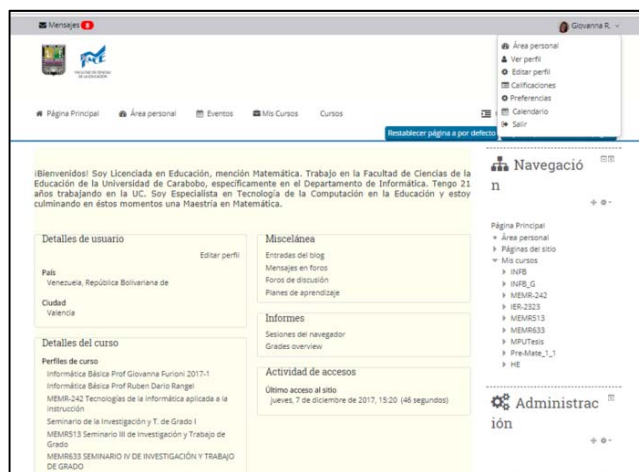 Mensajes
Giovanna R.
Área personal
Ver perfil
Editar perfil
Calificaciones
Preferencias
Calendario
Salir
FACE
FACULTAD DE CIENCIAS
DE LA EDUCACIÓN
Página Principal Área personal Eventos Mis Cursos Cursos
Restablecer página a por defecto
¡Bienvenidos! Soy Licenciada en Educación, mención Matemática. Trabajo en la Facultad de Ciencias de la
Educación de la Universidad de Carabobo, específicamente en el Departamento de Informática. Tengo 21
años trabajando en la UC. Soy Especialista en Tecnología de la Computación en la Educación y estoy
culminando en éstos momentos una Maestría en Matemática.
Detalles de usuario
Editar perfil
País
Venezuela, República Bolivariana de
Ciudad
Valencia
Detalles del curso
Perfiles de curso
Informática Básica Prof Giovanna Furioni 2017-1
Informática Básica Prof Ruben Dario Rangel
MEMR-242 Tecnologías de la Informática aplicada a la
instrucción
Seminario de la Investigación y T. de Grado I
MEMR513 Seminario III de Investigación y Trabajo de
Grado
MEMR633 SEMINARIO IV DE INVESTIGACIÓN Y TRABAJO
DE GRADO
Miscelánea
Entradas del blog
Mensajes en foros
Foros de discusión
Planes de aprendizaje
Informes
Sesiones del navegador
Grades overview
Actividad de accesos
Último acceso al sitio
jueves, 7 de diciembre de 2017, 15:20 (46 segundos)
Navegació
n
Página Principal
Área personal
Páginas del sitio
Mis cursos
INFB
INFB_G
MEMR-242
IER-2323
MEMR513
MEMR633
MPUTesis
Pre-Mate_1_1
HE
Administrac
ión